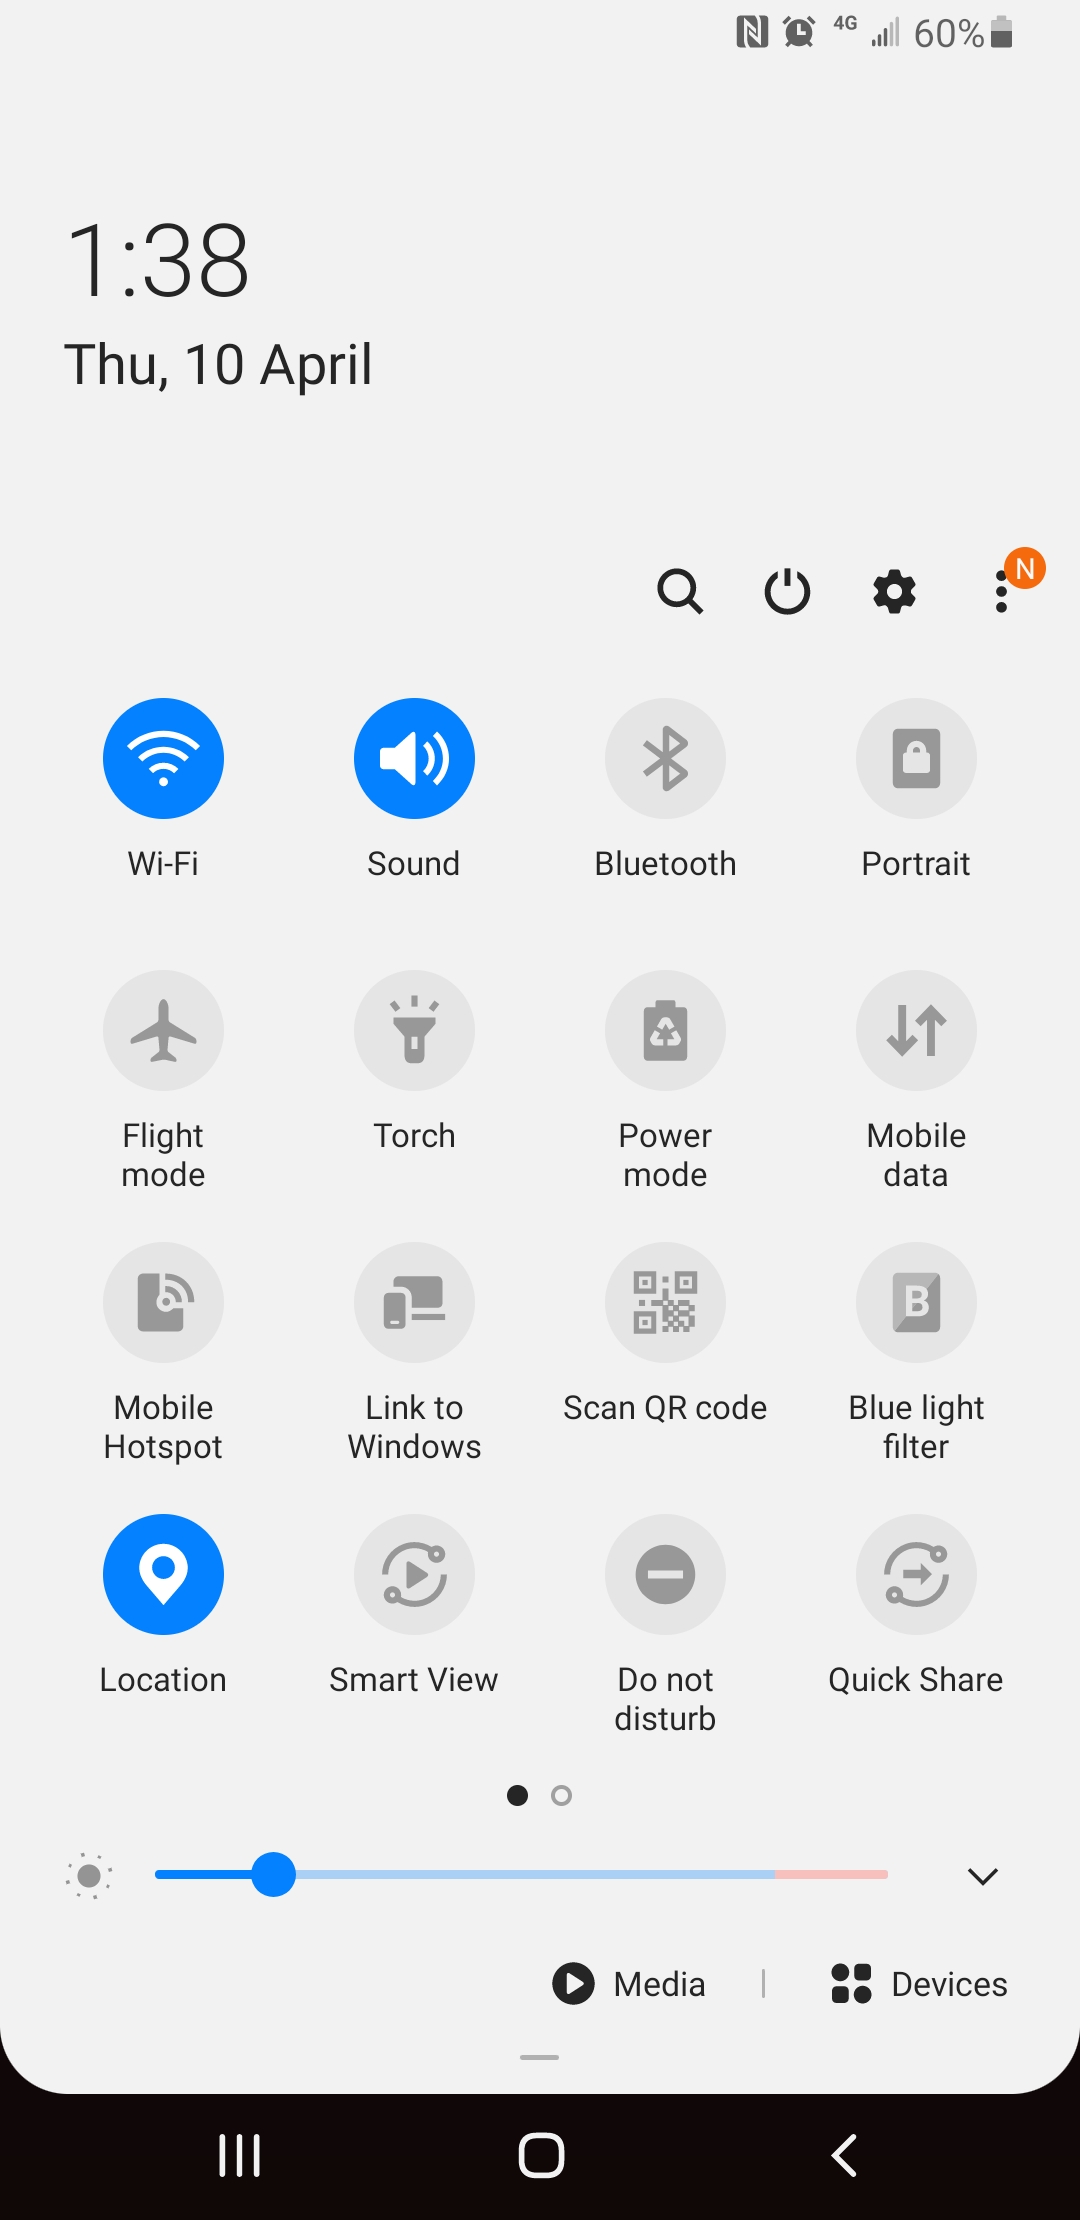 4G 60%
1:38
Thu, 10 April
N
Wi-Fi Sound Bluetooth Portrait
Flight mode Torch Power mode Mobile data
Mobile Hotspot Link to Windows Scan QR code Blue light filter
B
Location Smart View Do not disturb Quick Share
Media | Devices